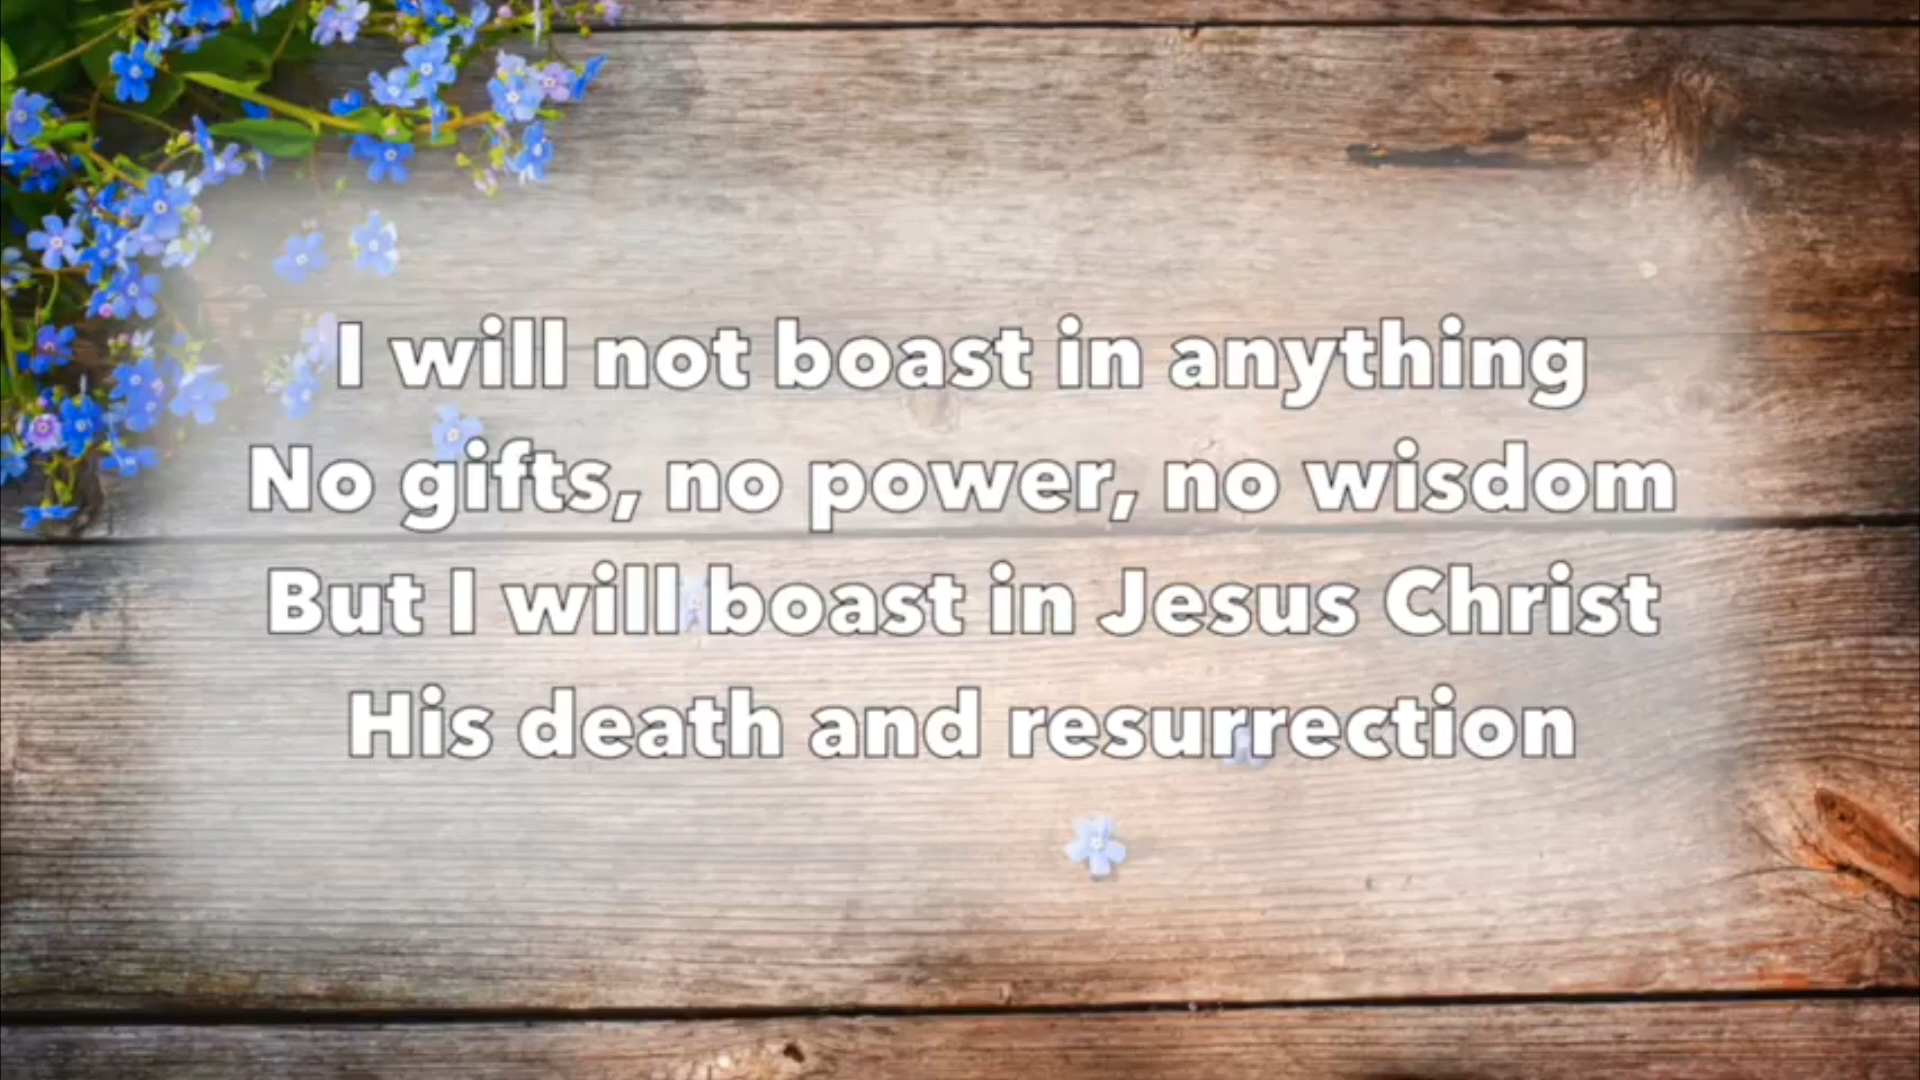 I will not boast in anything
No gifts, no power, no wisdom
But I will boast in Jesus Christ
His death and resurrection